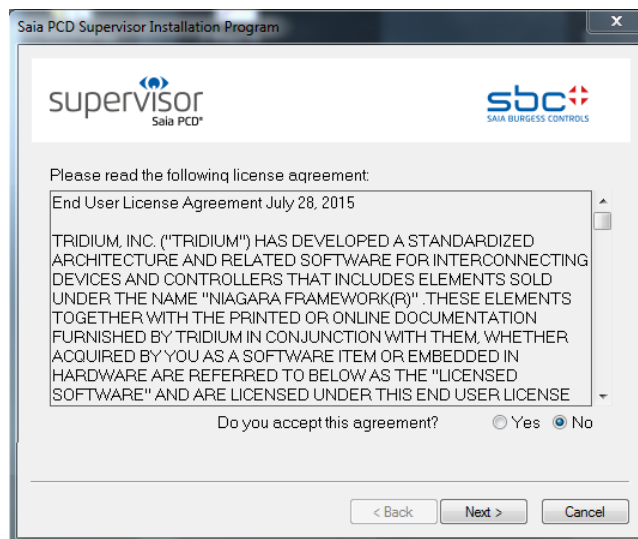 Saia PCD Supervisor Installation Program
x
supervisor
Saia PCD®
sbc
SAIA BURGESS CONTROLS
Please read the following license agreement:
End User License Agreement July 28, 2015
TRIDIUM, INC. ("TRIDIUM") HAS DEVELOPED A STANDARDIZED
ARCHITECTURE AND RELATED SOFTWARE FOR INTERCONNECTING
DEVICES AND CONTROLLERS THAT INCLUDES ELEMENTS SOLD
UNDER THE NAME "NIAGARA FRAMEWORK(R)" .THESE ELEMENTS
TOGETHER WITH THE PRINTED OR ONLINE DOCUMENTATION
FURNISHED BY TRIDIUM IN CONJUNCTION WITH THEM, WHETHER
ACQUIRED BY YOU AS A SOFTWARE ITEM OR EMBEDDED IN
HARDWARE ARE REFERRED TO BELOW AS THE "LICENSED
SOFTWARE" AND ARE LICENSED UNDER THIS END USER LICENSE
Do you accept this agreement? Yes No
< Back Next > Cancel